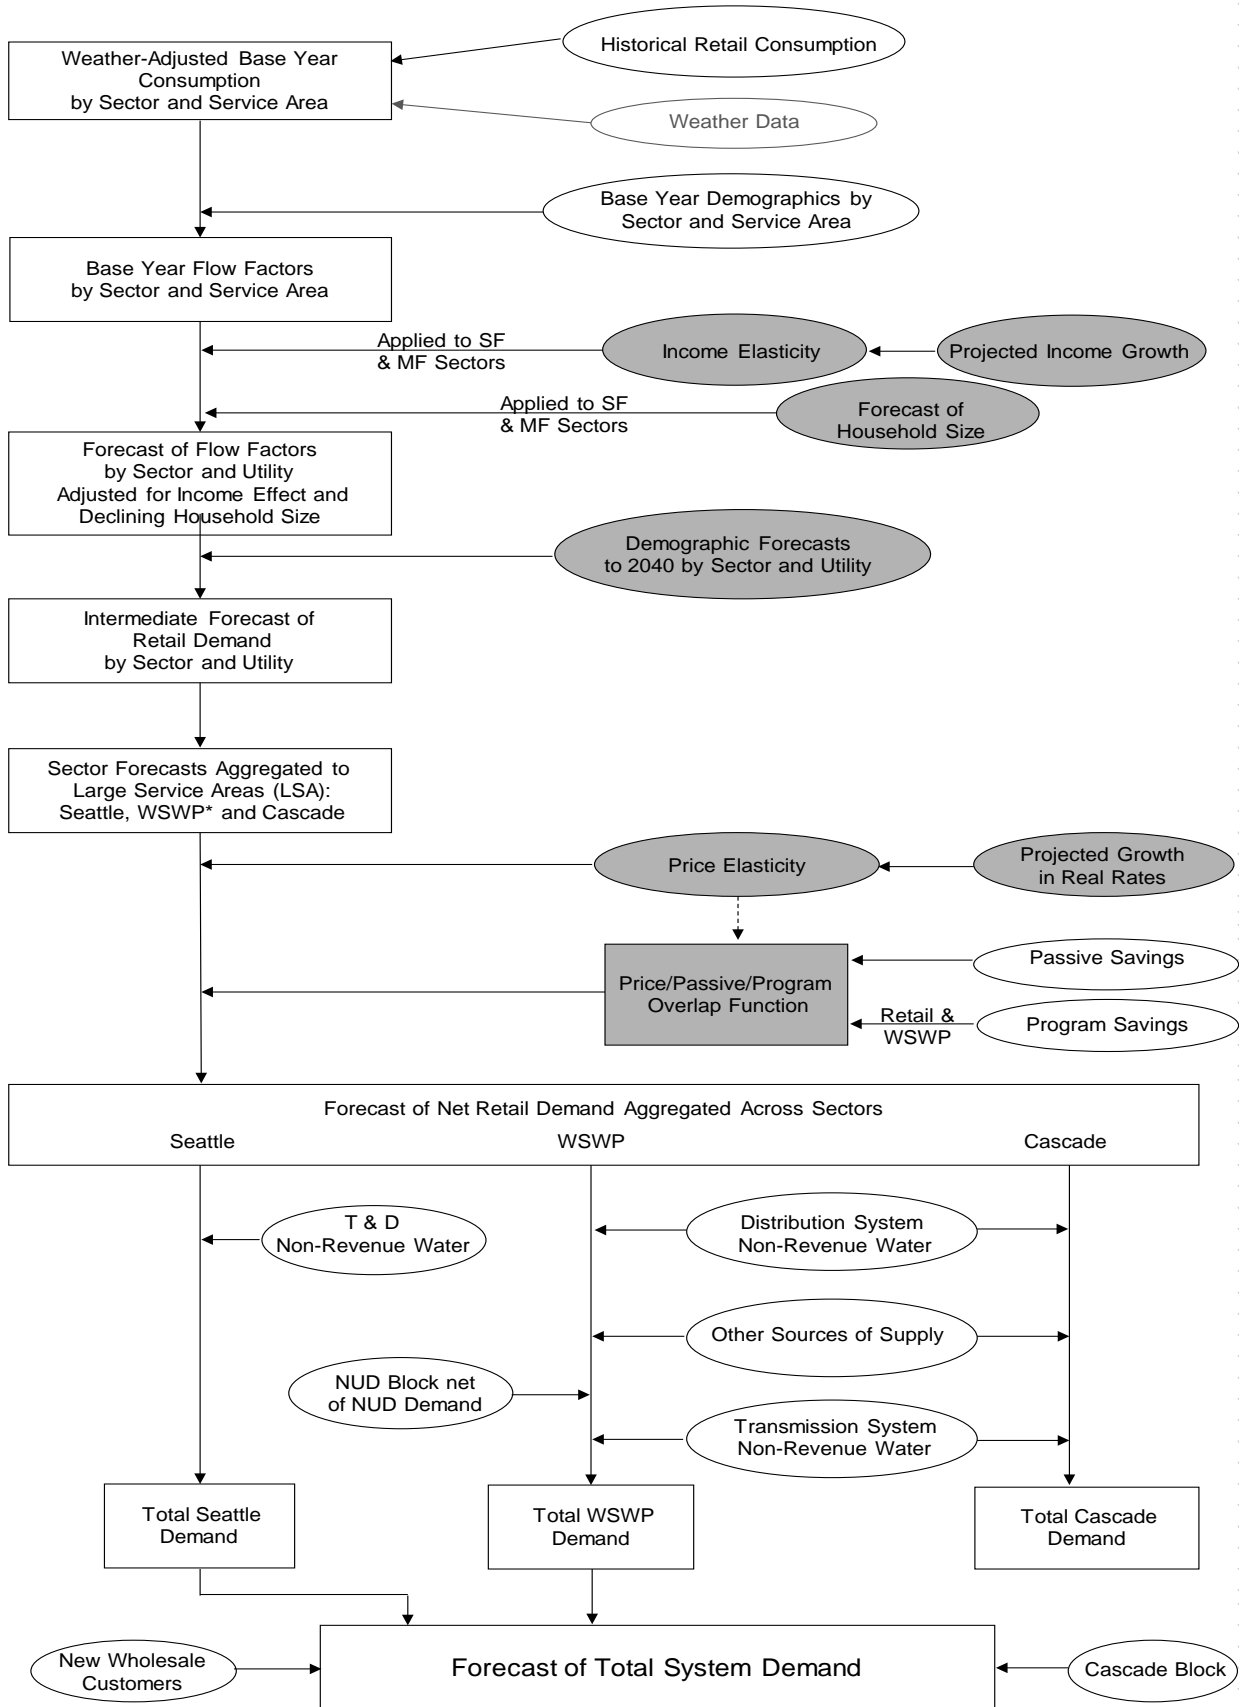 Historical Retail Consumption
Weather-Adjusted Base Year
Consumption
by Sector and Service Area
Weather Data
Base Year Demographics by
Sector and Service Area
Base Year Flow Factors
by Sector and Service Area
Applied to SF
& MF Sectors
Income Elasticity
Projected Income Growth
Applied to SF
& MF Sectors
Forecast of
Household Size
Forecast of Flow Factors
by Sector and Utility
Adjusted for Income Effect and
Declining Household Size
Demographic Forecasts
to 2040 by Sector and Utility
Intermediate Forecast of
Retail Demand
by Sector and Utility
Sector Forecasts Aggregated to
Large Service Areas (LSA):
Seattle, WSWP* and Cascade
Price Elasticity
Projected Growth
in Real Rates
Price/Passive/Program
Overlap Function
Passive Savings
Retail &
WSWP
Program Savings
Forecast of Net Retail Demand Aggregated Across Sectors
Seattle
WSWP
Cascade
T & D
Non-Revenue Water
Distribution System
Non-Revenue Water
Other Sources of Supply
NUD Block net
of NUD Demand
Transmission System
Non-Revenue Water
Total Seattle
Demand
Total WSWP
Demand
Total Cascade
Demand
New Wholesale
Customers
Forecast of Total System Demand
Cascade Block